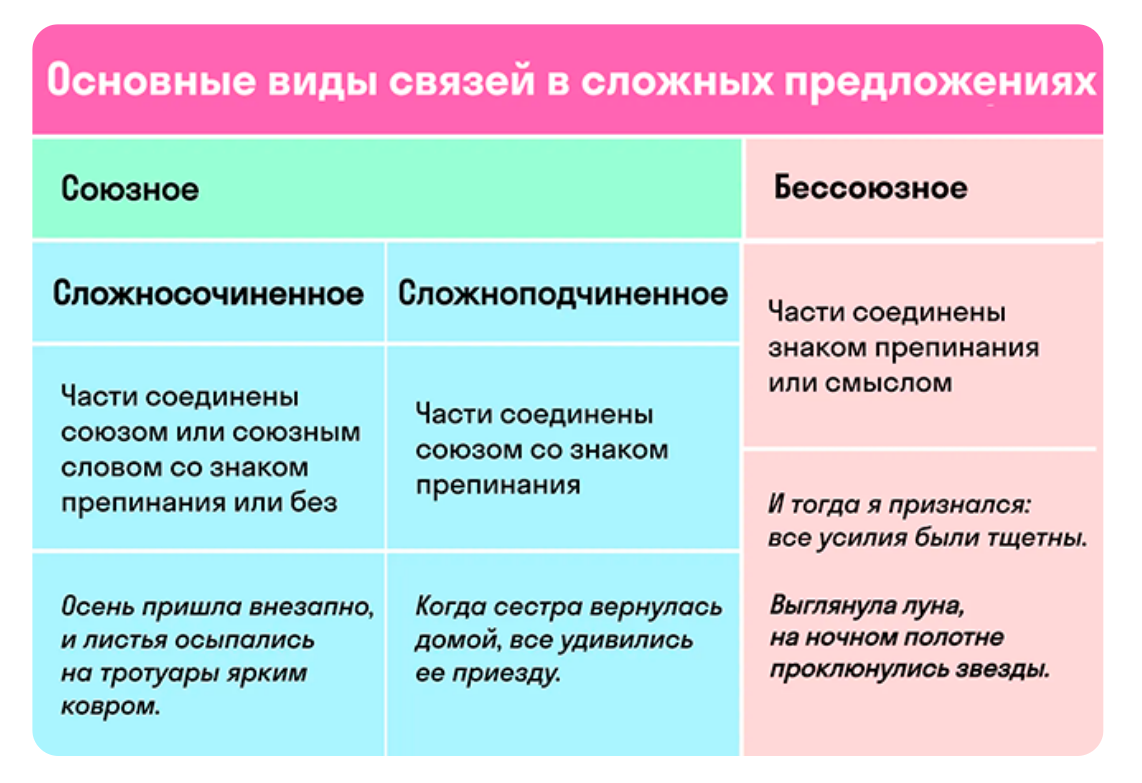 Основные виды связей в сложных предложениях
Союзное
Бессоюзное
Сложносочиненное
Сложноподчиненное
Части соединены
союзом или союзным
словом со знаком
препинания или без
Части соединены
союзом со знаком
препинания
Части соединены
знаком препинания
или смыслом
Осень пришла внезапно,
и листья осыпались
на тротуары ярким
ковром.
Когда сестра вернулась
домой, все удивились
ее приезду.
И тогда я признался:
все усилия были тщетны.
Выглянула луна,
на ночном полотне
проклюнулись звезды.